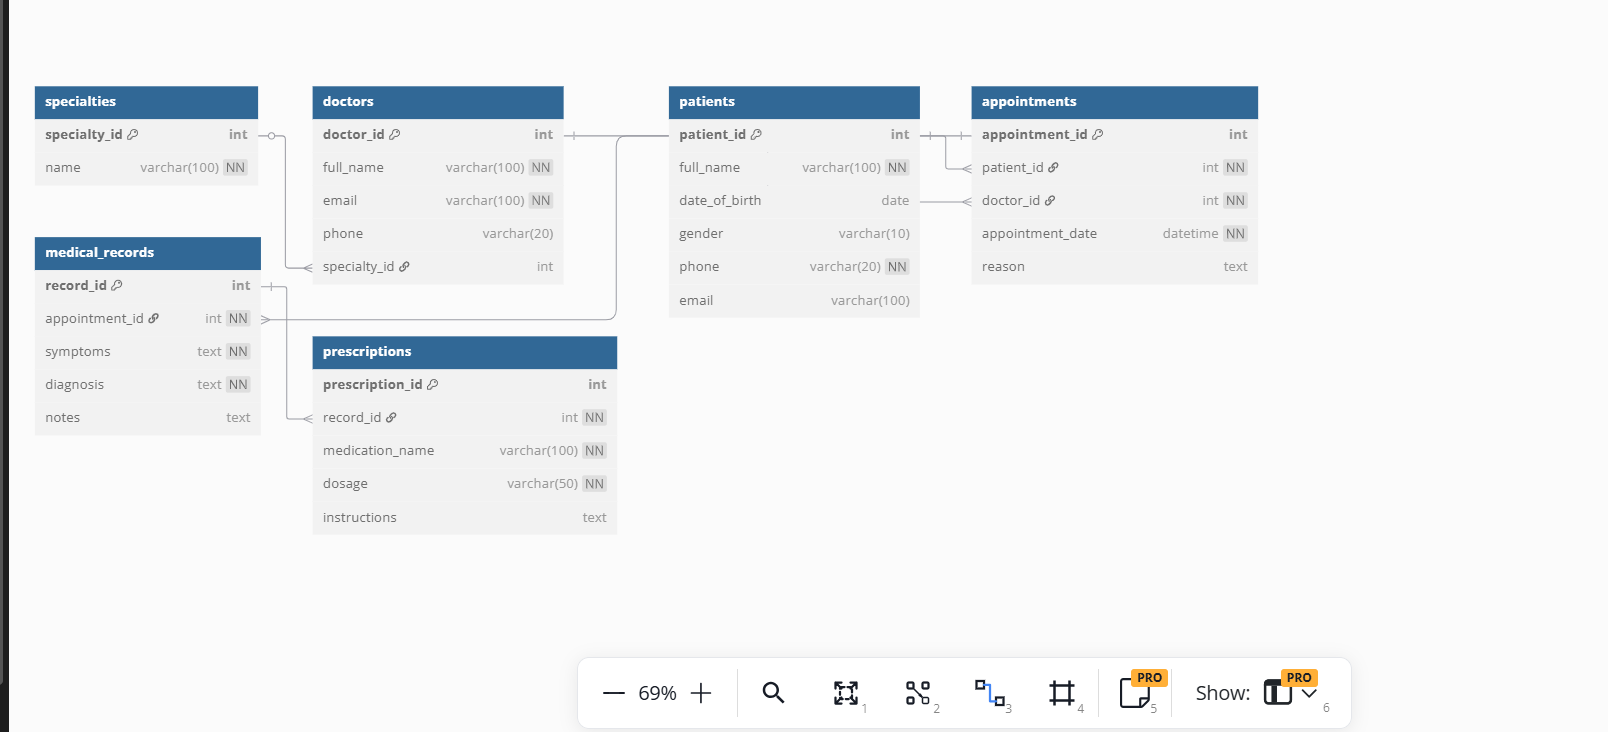 specialties
specialty_id int
name varchar(100) NN
doctors
doctor_id int
full_name varchar(100) NN
email varchar(100) NN
phone varchar(20)
specialty_id int
patients
patient_id int
full_name varchar(100) NN
date_of_birth date
gender varchar(10)
phone varchar(20) NN
email varchar(100)
appointments
appointment_id int
patient_id int NN
doctor_id int NN
appointment_date datetime NN
reason text
medical_records
record_id int
appointment_id int NN
symptoms text NN
diagnosis text NN
notes text
prescriptions
prescription_id int
record_id int NN
medication_name varchar(100) NN
dosage varchar(50) NN
instructions text
69% 1 2 3 4 PRO 5 Show: PRO 6